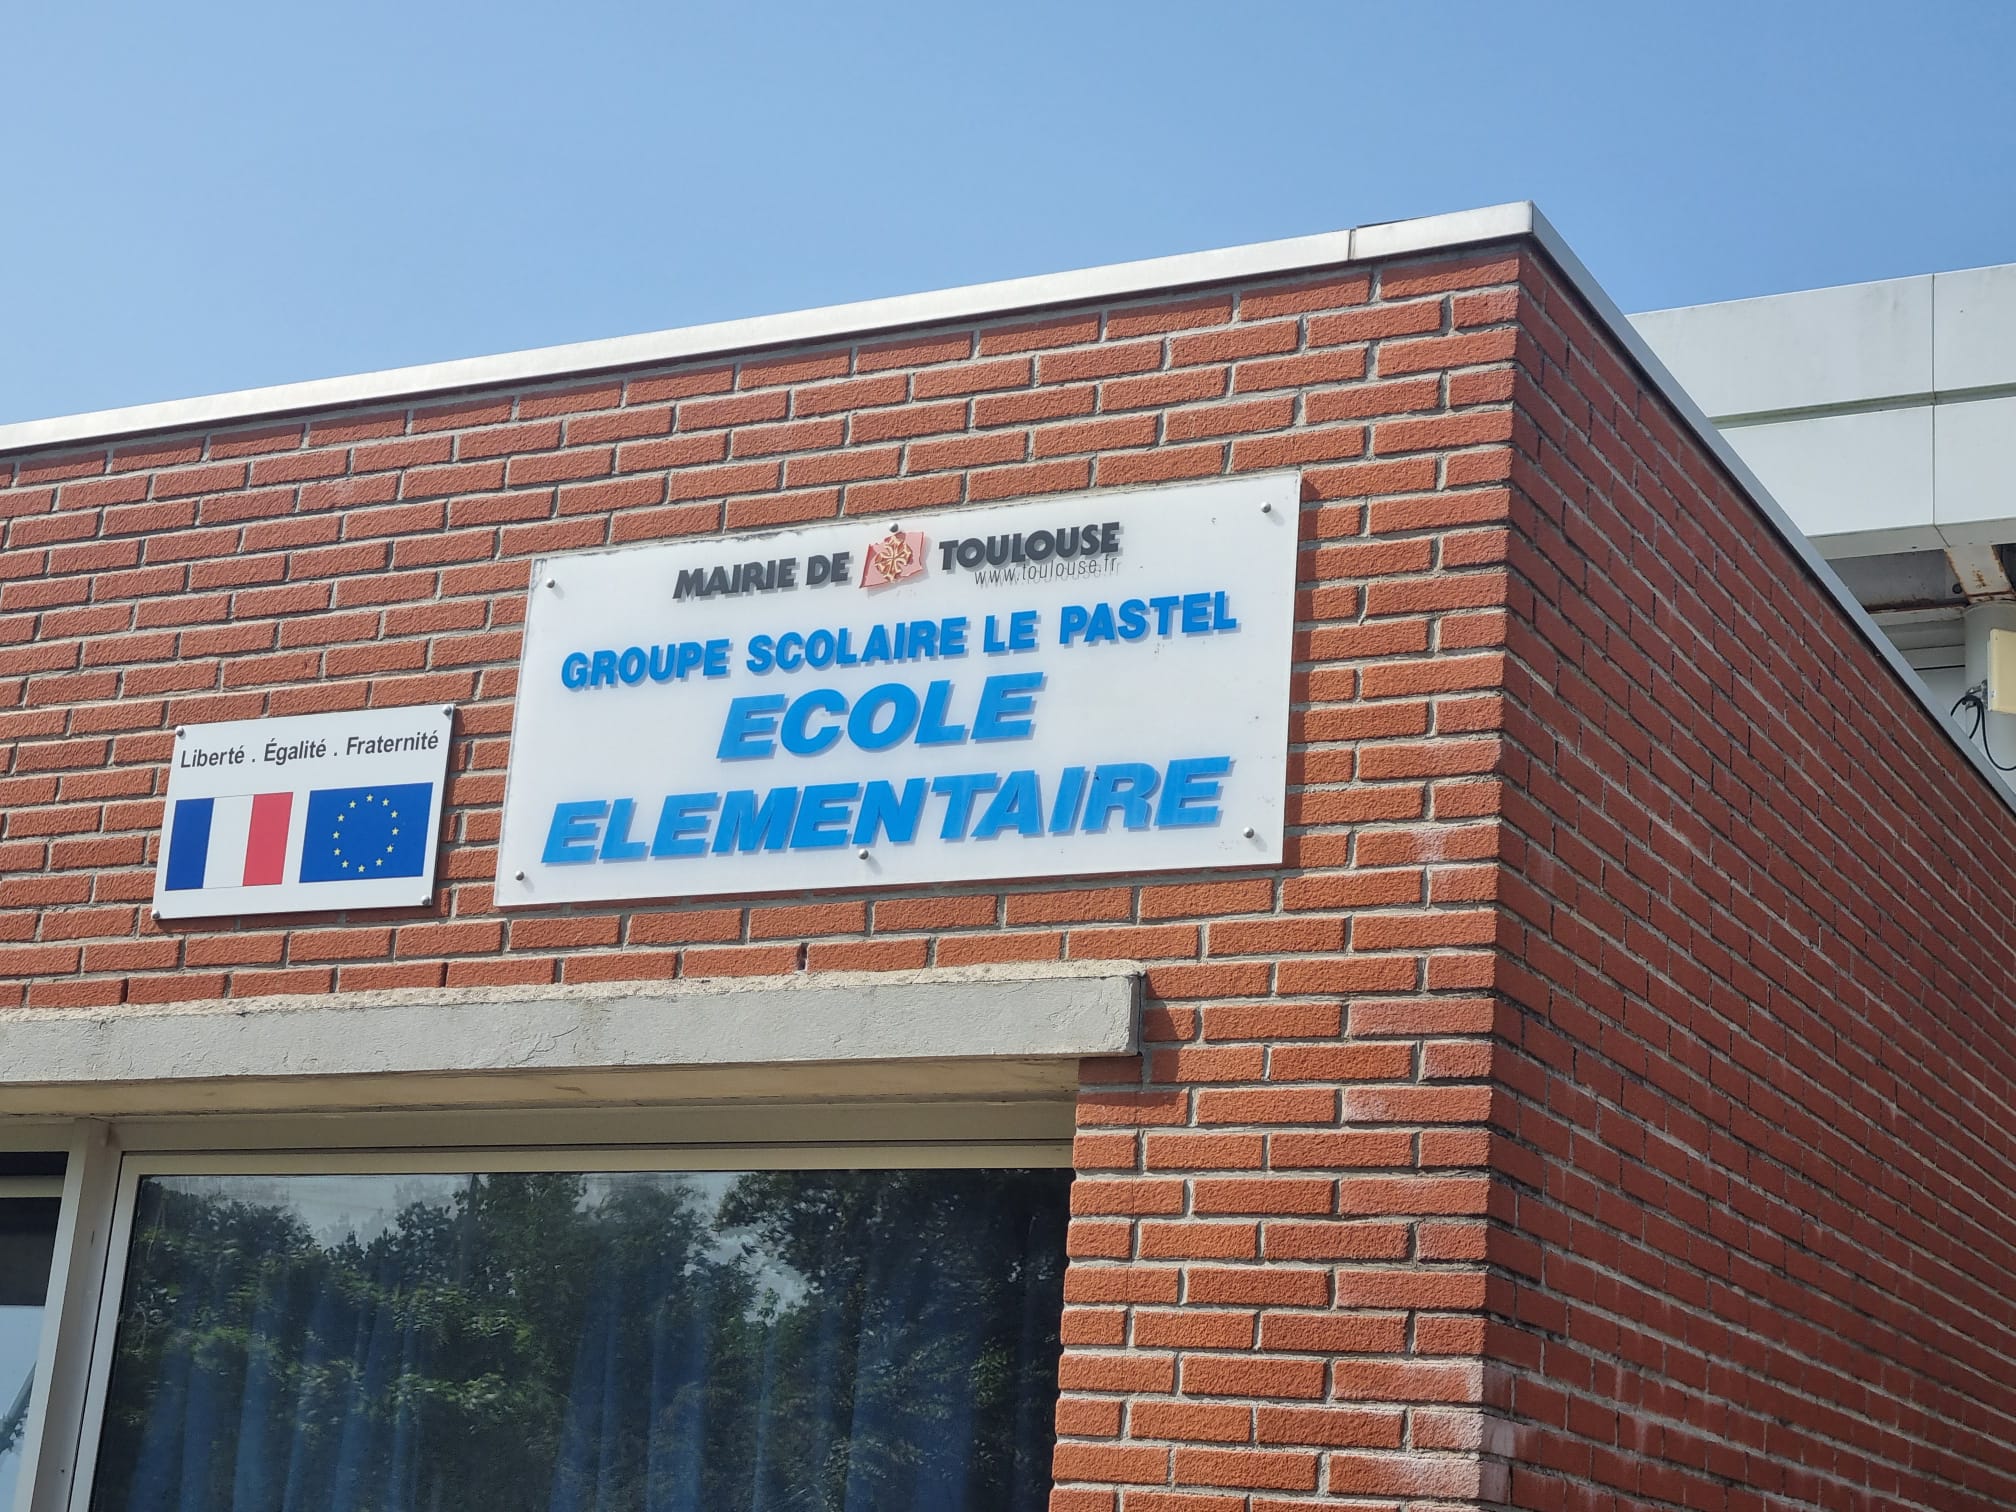 MAIRIE DE TOULOUSE
www.toulouse.fr
GROUPE SCOLAIRE LE PASTEL
ECOLE
ELEMENTAIRE
Liberté . Égalité . Fraternité